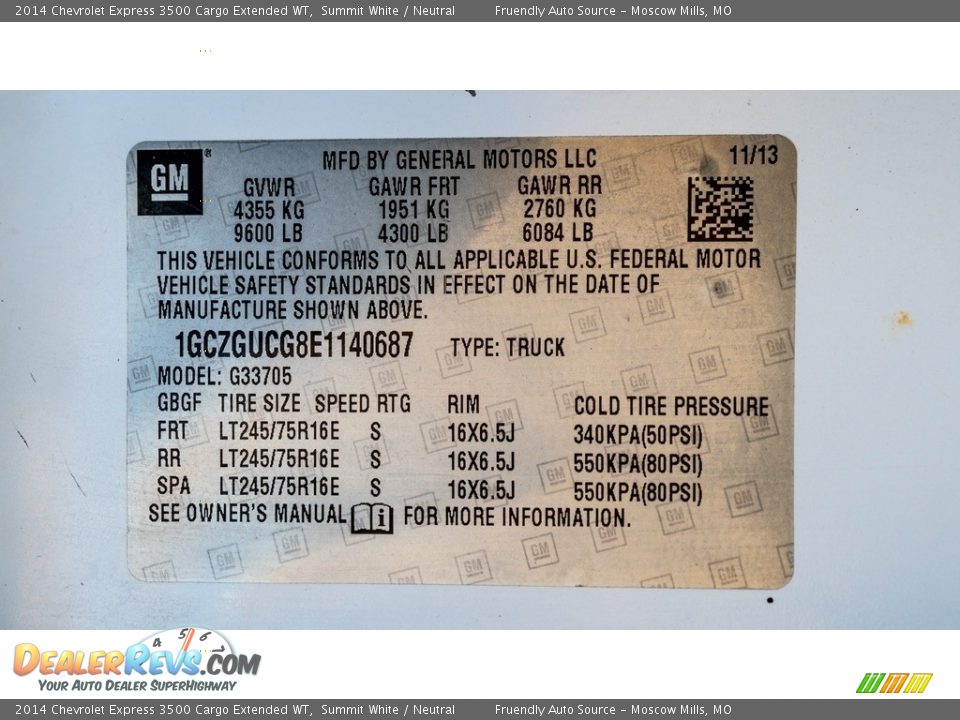 2014 Chevrolet Express 3500 Cargo Extended WT, Summit White / Neutral Fruendly Auto Source - Moscow Mills, MO
GM ® MFD BY GENERAL MOTORS LLC 11/13
GVWR GAWR FRT GAWR RR
4355 KG 1951 KG 2760 KG
9600 LB 4300 LB 6084 LB
THIS VEHICLE CONFORMS TO ALL APPLICABLE U.S. FEDERAL MOTOR
VEHICLE SAFETY STANDARDS IN EFFECT ON THE DATE OF
MANUFACTURE SHOWN ABOVE.
1GCZGUCG8E1140687 TYPE: TRUCK
MODEL: G33705
GBGF TIRE SIZE SPEED RTG RIM COLD TIRE PRESSURE
FRT LT245/75R16E S 16X6.5J 340KPA(50PSI)
RR LT245/75R16E S 16X6.5J 550KPA(80PSI)
SPA LT245/75R16E S 16X6.5J 550KPA(80PSI)
SEE OWNER'S MANUAL i FOR MORE INFORMATION.
4 5 6 7
DEALERREVS.COM
YOUR AUTO DEALER SUPERHIGHWAY
2014 Chevrolet Express 3500 Cargo Extended WT, Summit White / Neutral Fruendly Auto Source - Moscow Mills, MO